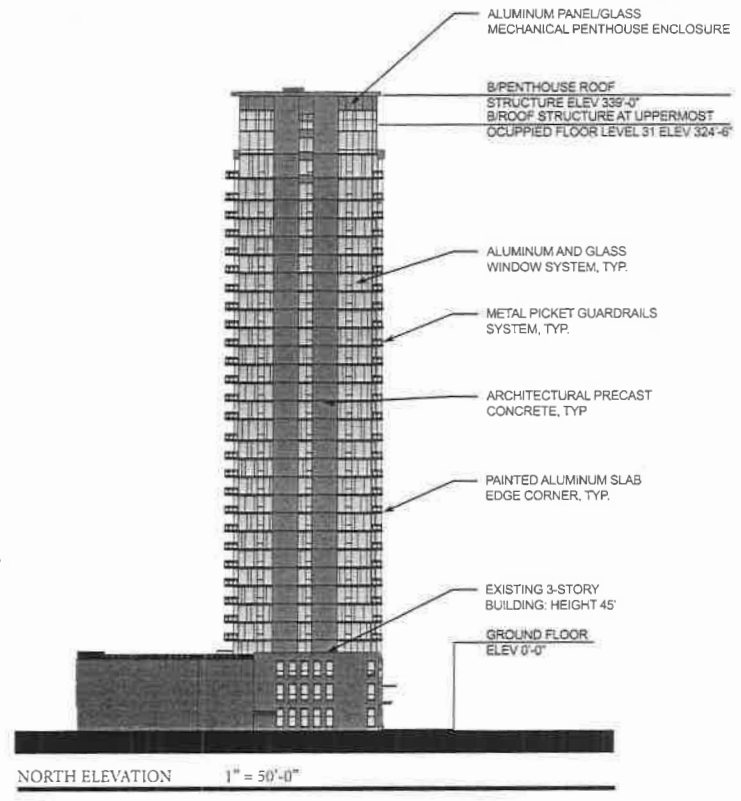 ALUMINUM PANEL/GLASS
MECHANICAL PENTHOUSE ENCLOSURE
B/PENTHOUSE ROOF
STRUCTURE ELEV 339'-0"
B/ROOF STRUCTURE AT UPPERMOST
OCUPPIED FLOOR LEVEL 31 ELEV 324'-6"
ALUMINUM AND GLASS
WINDOW SYSTEM, TYP.
METAL PICKET GUARDRAILS
SYSTEM, TYP.
ARCHITECTURAL PRECAST
CONCRETE, TYP
PAINTED ALUMINUM SLAB
EDGE CORNER, TYP.
EXISTING 3-STORY
BUILDING: HEIGHT 45'
GROUND FLOOR
ELEV 0'-0"
NORTH ELEVATION 1" = 50'-0"